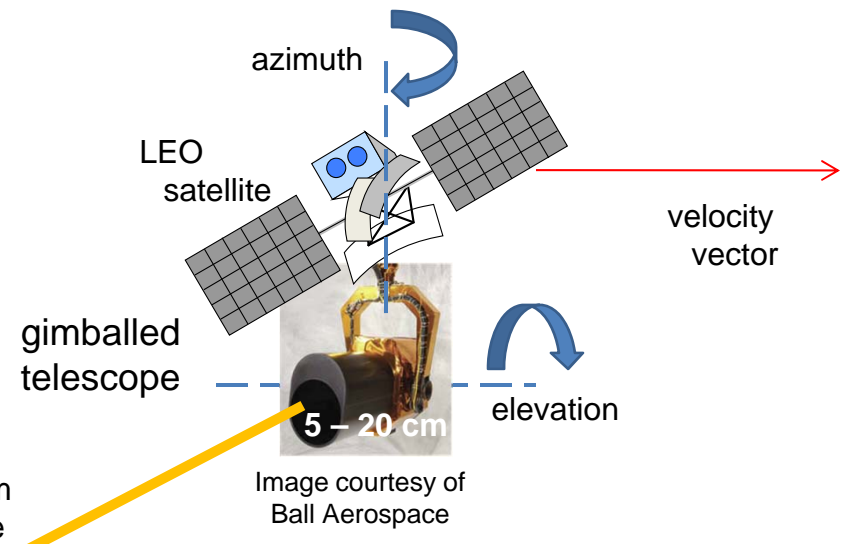 azimuth
LEO
satellite
velocity
vector
gimballed
telescope
elevation
5 – 20 cm
Image courtesy of
Ball Aerospace